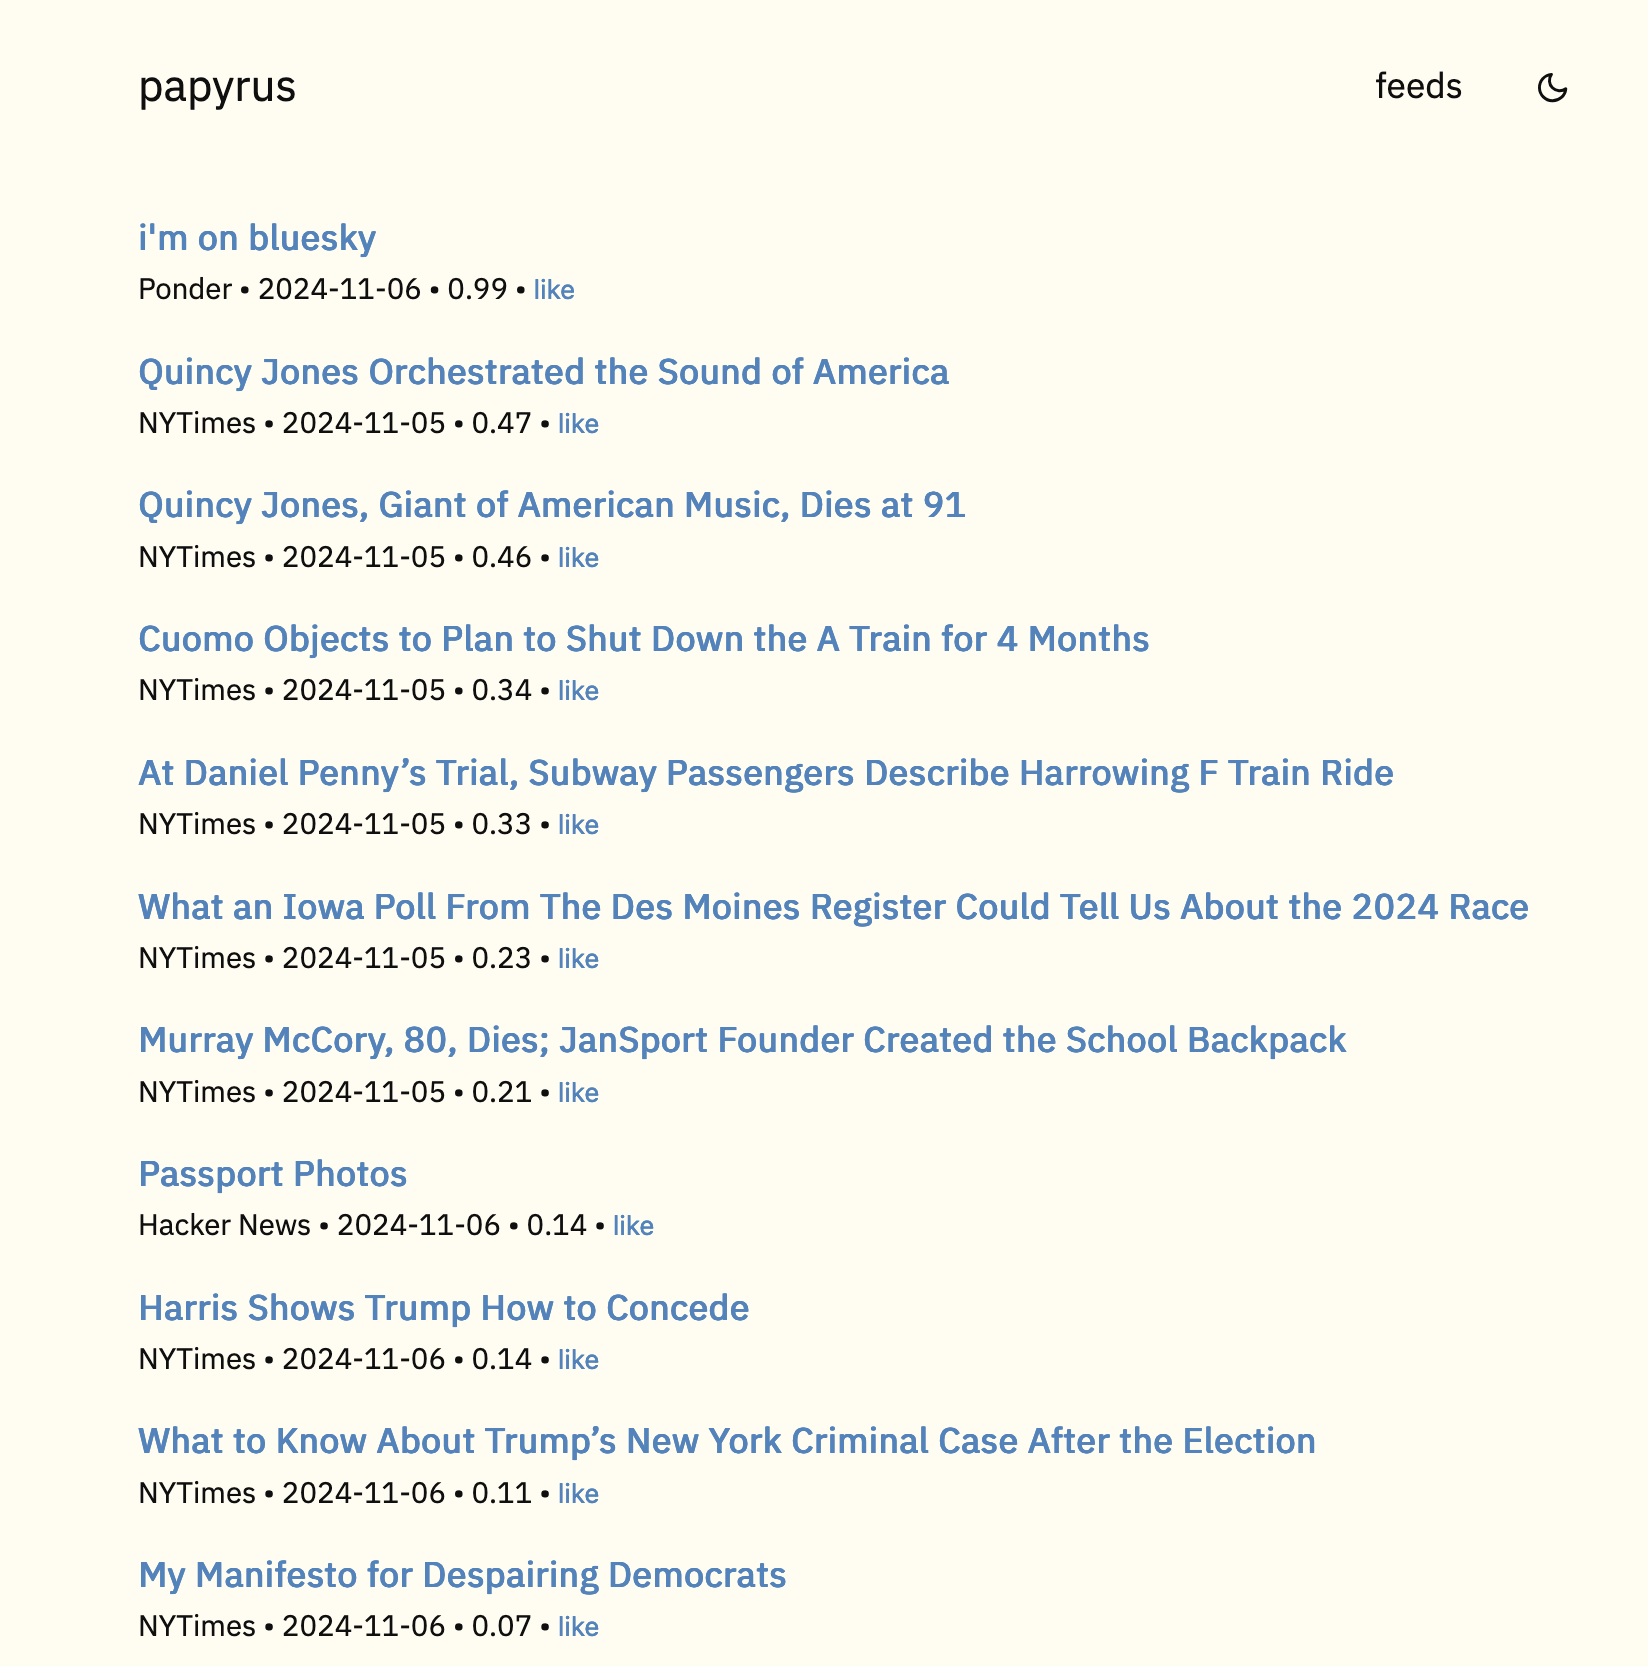 papyrus
feeds
i'm on bluesky
Ponder • 2024-11-06 • 0.99 • like
Quincy Jones Orchestrated the Sound of America
NYTimes • 2024-11-05 • 0.47 • like
Quincy Jones, Giant of American Music, Dies at 91
NYTimes • 2024-11-05 • 0.46 • like
Cuomo Objects to Plan to Shut Down the A Train for 4 Months
NYTimes • 2024-11-05 • 0.34 • like
At Daniel Penny’s Trial, Subway Passengers Describe Harrowing F Train Ride
NYTimes • 2024-11-05 • 0.33 • like
What an Iowa Poll From The Des Moines Register Could Tell Us About the 2024 Race
NYTimes • 2024-11-05 • 0.23 • like
Murray McCory, 80, Dies; JanSport Founder Created the School Backpack
NYTimes • 2024-11-05 • 0.21 • like
Passport Photos
Hacker News • 2024-11-06 • 0.14 • like
Harris Shows Trump How to Concede
NYTimes • 2024-11-06 • 0.14 • like
What to Know About Trump’s New York Criminal Case After the Election
NYTimes • 2024-11-06 • 0.11 • like
My Manifesto for Despairing Democrats
NYTimes • 2024-11-06 • 0.07 • like